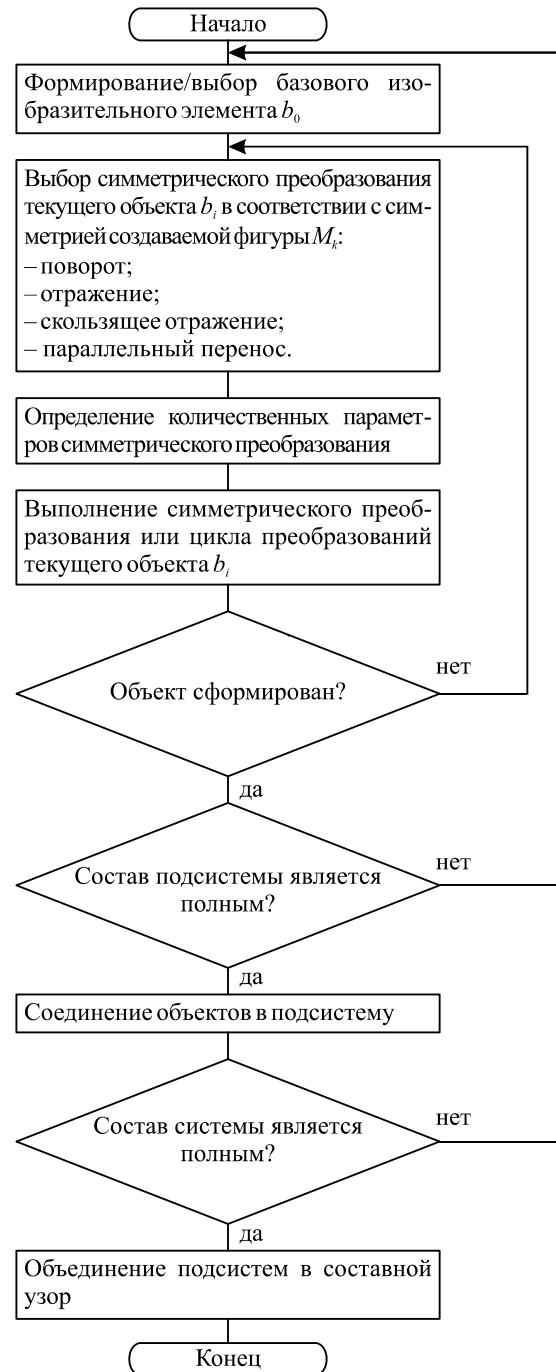 Начало
Формирование/выбор базового изо-
бразительного элемента b₀
Выбор симметрического преобразования
текущего объекта bᵢ в соответствии с сим-
метрией создаваемой фигуры Mₖ:
– поворот;
– отражение;
– скользящее отражение;
– параллельный перенос.
Определение количественных парамет-
ров симметрического преобразования
Выполнение симметрического преоб-
разования или цикла преобразований
текущего объекта bᵢ
Объект сформирован?
нет
да
Состав подсистемы является
полным?
нет
да
Соединение объектов в подсистему
Состав системы является
полным?
нет
да
Объединение подсистем в составной
узор
Конец